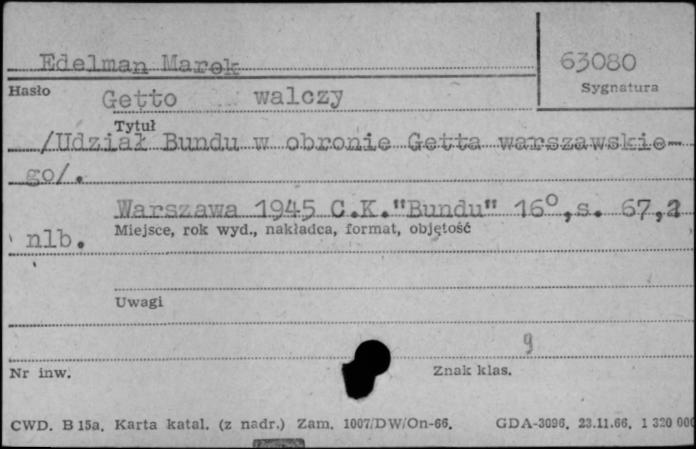 Edelman Marek
63080
Hasło
Sygnatura
Getto walczy
Tytuł
/Udział Bundu w obronie Getta warszawskie-
go/.
Warszawa 1945 C.K."Bundu" 16°, s. 67, 2
Miejsce, rok wyd., nakładca, format, objętość
nlb.
Uwagi
9
Nr inw.
Znak klas.
CWD. B 15a. Karta katal. (z nadr.) Zam. 1007/DW/On-66. GDA-3096. 23.11.66. 1 320 000